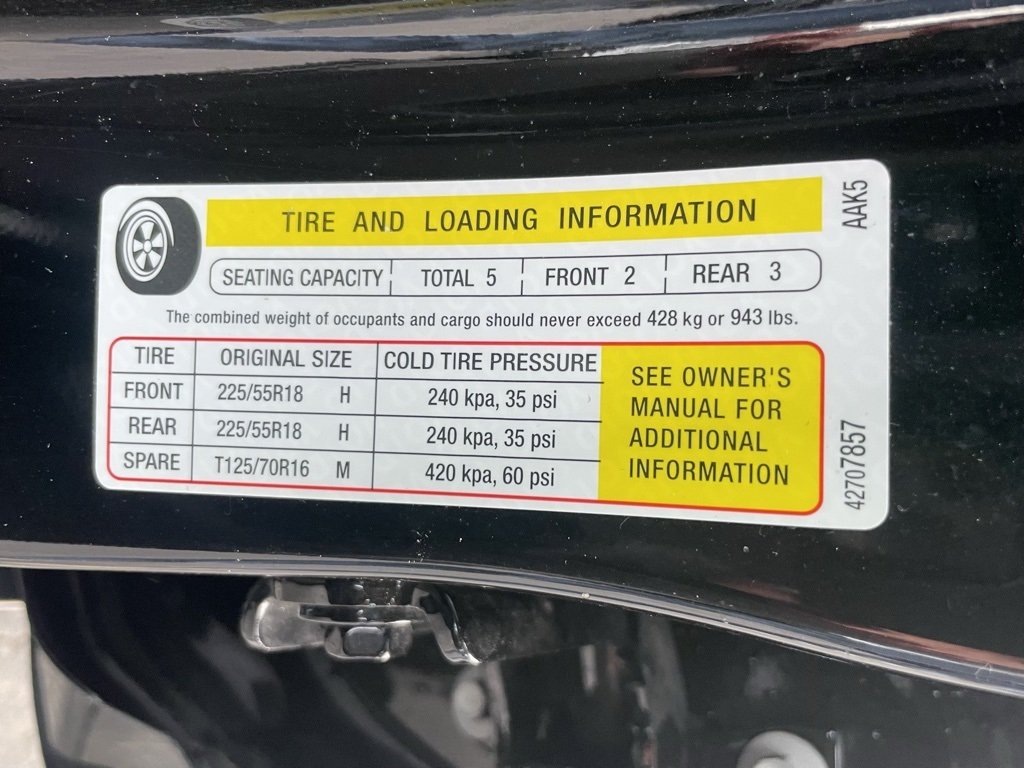 TIRE AND LOADING INFORMATION
AAK5
SEATING CAPACITY TOTAL 5 FRONT 2 REAR 3
The combined weight of occupants and cargo should never exceed 428 kg or 943 lbs.
TIRE ORIGINAL SIZE COLD TIRE PRESSURE
FRONT 225/55R18 H 240 kpa, 35 psi
REAR 225/55R18 H 240 kpa, 35 psi
SPARE T125/70R16 M 420 kpa, 60 psi
SEE OWNER'S
MANUAL FOR
ADDITIONAL
INFORMATION
42707857